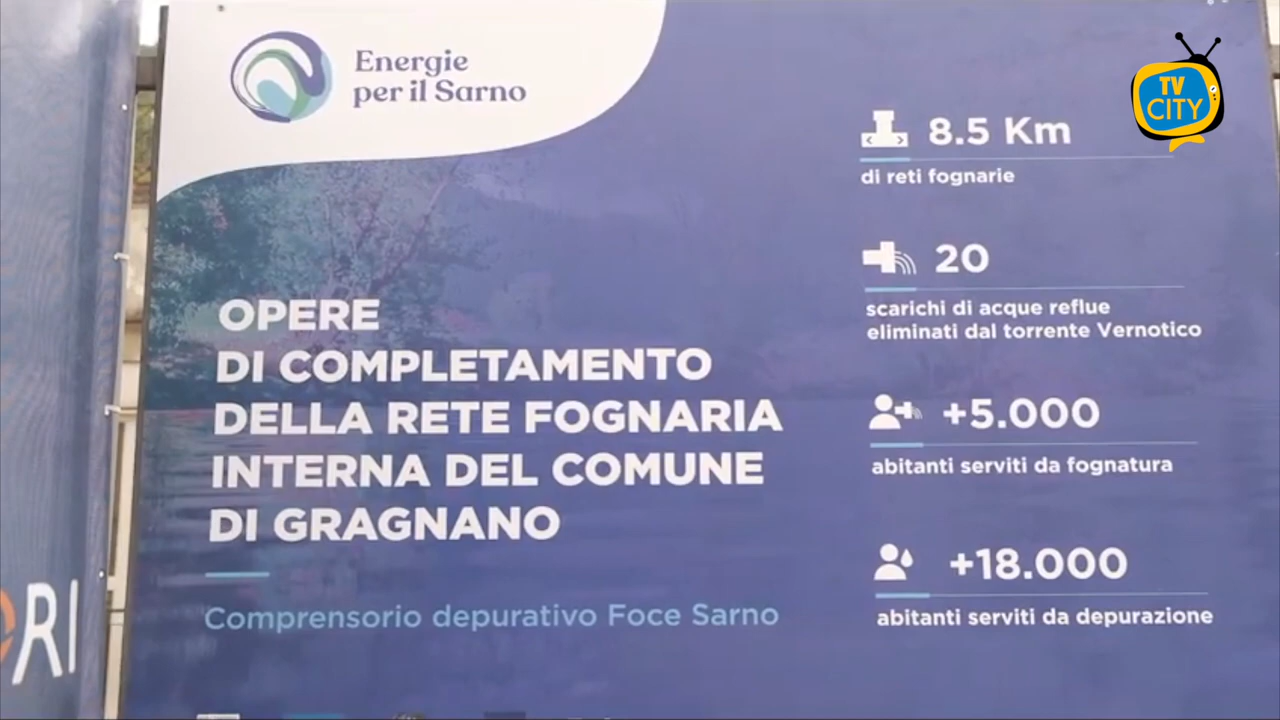 Energie
per il Sarno
TV
CITY
OPERE
DI COMPLETAMENTO
DELLA RETE FOGNARIA
INTERNA DEL COMUNE
DI GRAGNANO
Comprensorio depurativo Foce Sarno
8.5 Km
di reti fognarie
20
scarichi di acque reflue
eliminati dal torrente Vernotico
+5.000
abitanti serviti da fognatura
+18.000
abitanti serviti da depurazione
ORI